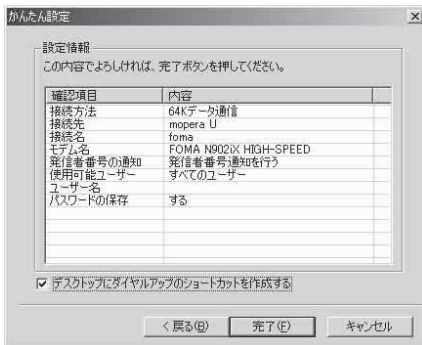 かんたん設定
設定情報
この内容でよろしければ、完了ボタンを押してください。
確認項目 内容
接続方法 64Kデータ通信
接続先 mopera U
接続名 foma
モデム名 FOMA N902iX HIGH-SPEED
発信者番号の通知 発信者番号通知を行う
使用可能ユーザー すべてのユーザー
ユーザー名
パスワードの保存 する
デスクトップにダイヤルアップのショートカットを作成する
< 戻る(B) 完了(F) キャンセル